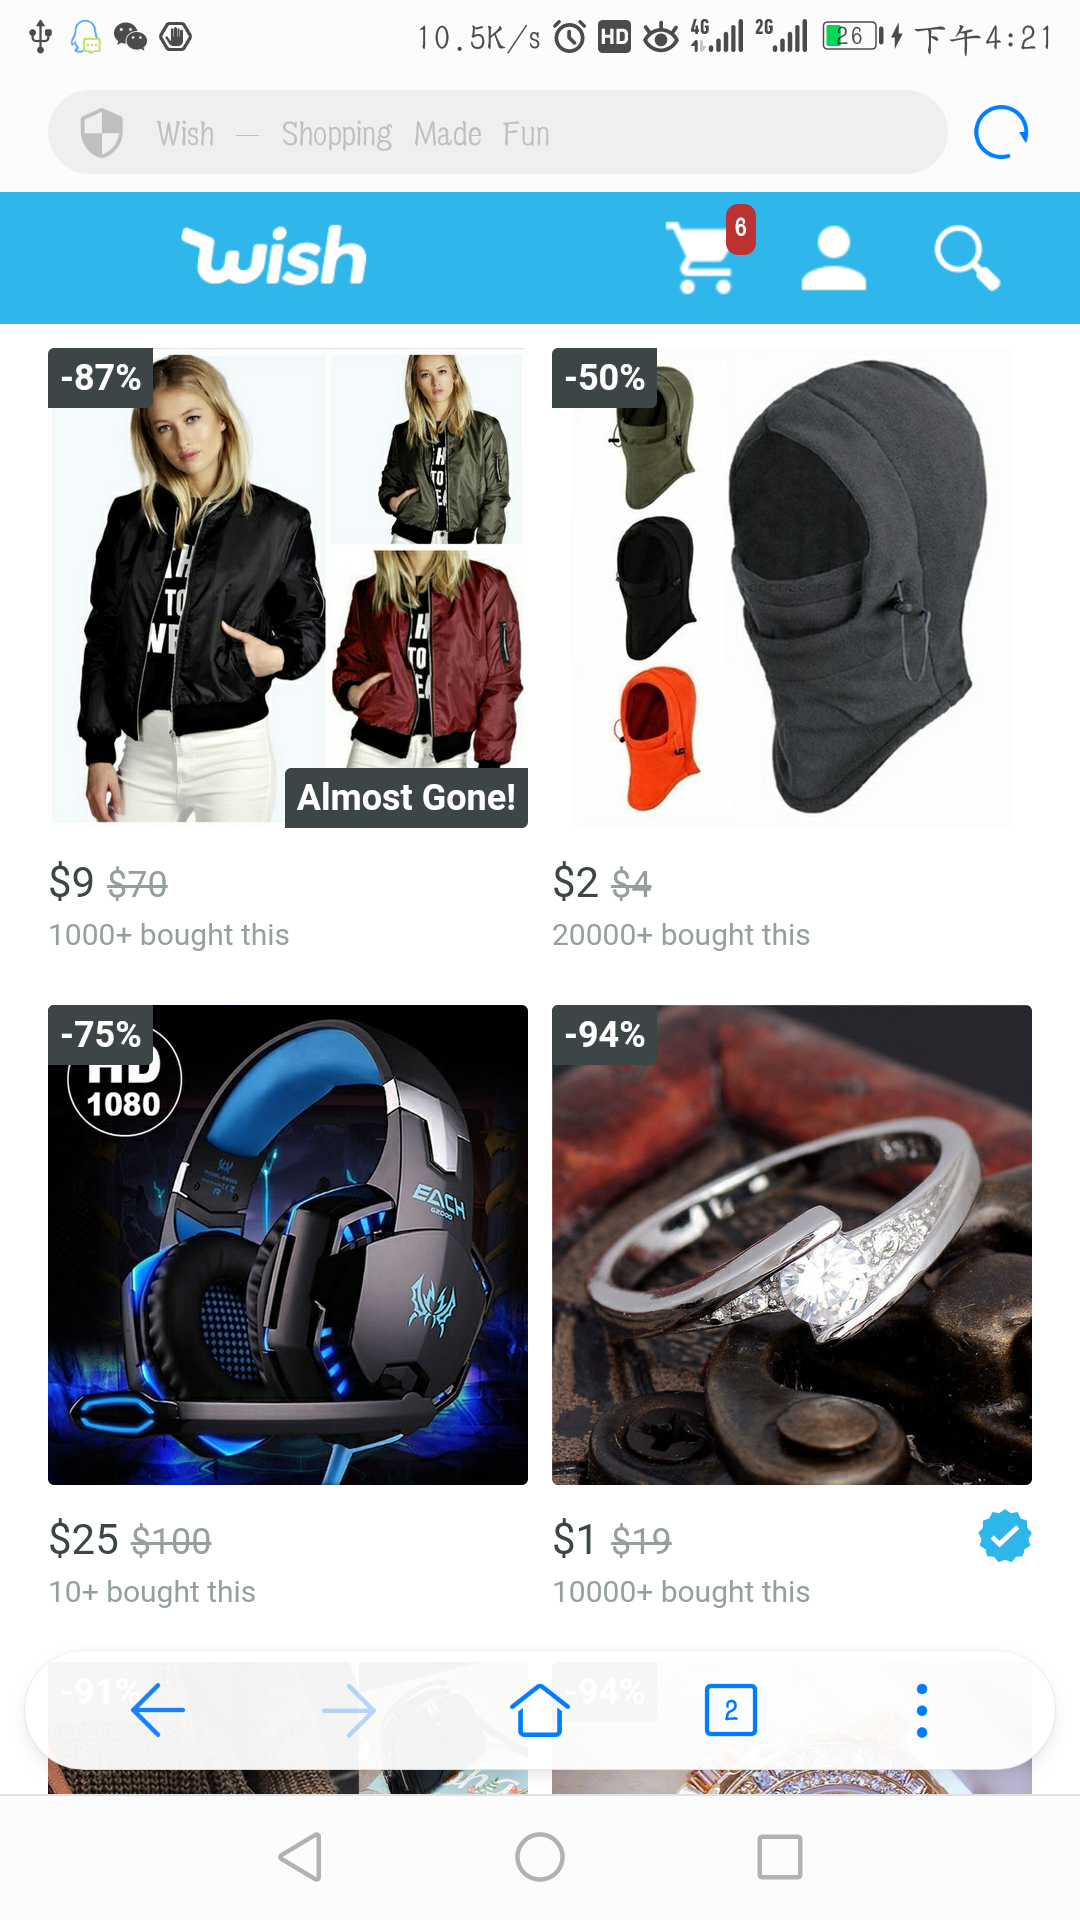 10.5K/s HD 4G 2G 26 下午4:21
Wish — Shopping Made Fun
wish 6
-87%
Almost Gone!
$9 $70
1000+ bought this
-50%
$2 $4
20000+ bought this
-75%
HD
1080
EACH
G2000
$25 $100
10+ bought this
-94%
$1 $19
10000+ bought this
-91%
-94%
2